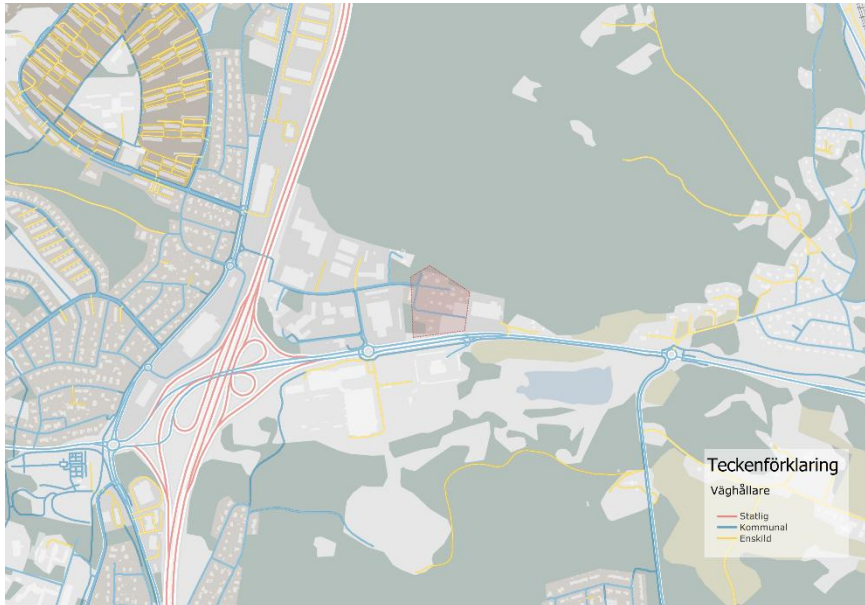 Teckenförklaring
Väghållare
Statlig
Kommunal
Enskild